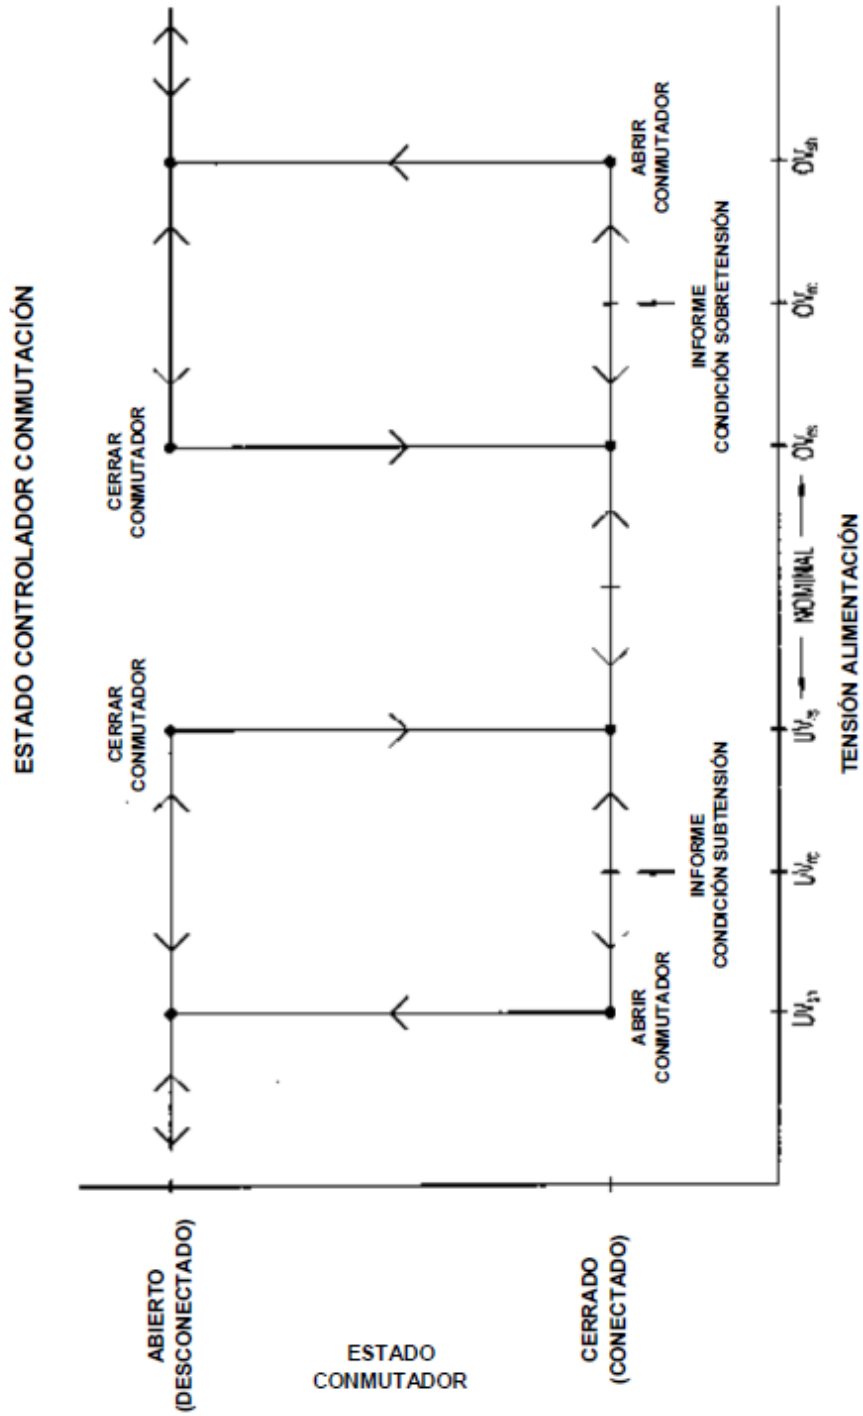 ESTADO CONTROLADOR CONMUTACIÓN
ABIERTO
(DESCONECTADO)
ESTADO
CONMUTADOR
CERRADO
(CONECTADO)
CERRAR
CONMUTADOR
CERRAR
CONMUTADOR
ABRIR
CONMUTADOR
ABRIR
CONMUTADOR
INFORME
CONDICIÓN SUBTENSIÓN
INFORME
CONDICIÓN SOBRETENSIÓN
NOMINAL
OVsh
TENSIÓN ALIMENTACIÓN